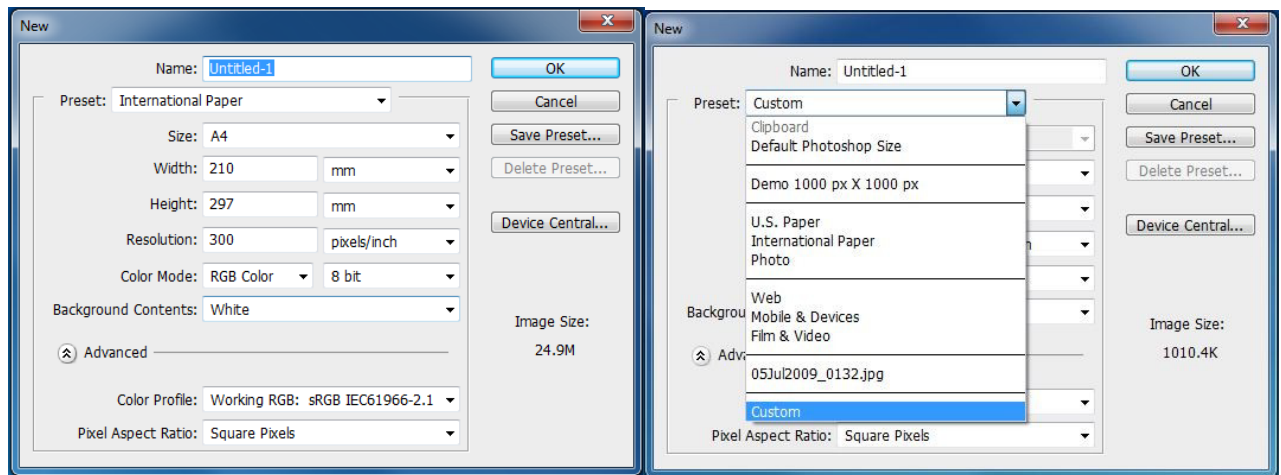 New
Name: Untitled-1 OK
Preset: International Paper Cancel
Size: A4 Save Preset...
Width: 210 mm Delete Preset...
Height: 297 mm
Device Central...
Resolution: 300 pixels/inch
Color Mode: RGB Color 8 bit
Background Contents: White
Image Size:
24.9M
Advanced
Color Profile: Working RGB: sRGB IEC61966-2.1
Pixel Aspect Ratio: Square Pixels
New
Name: Untitled-1 OK
Preset: Custom Cancel
Clipboard
Default Photoshop Size Save Preset...
Delete Preset...
Demo 1000 px X 1000 px
U.S. Paper Device Central...
International Paper
Photo
Web
Mobile & Devices
Film & Video
Image Size:
1010.4K
05Jul2009_0132.jpg
Custom
Pixel Aspect Ratio: Square Pixels